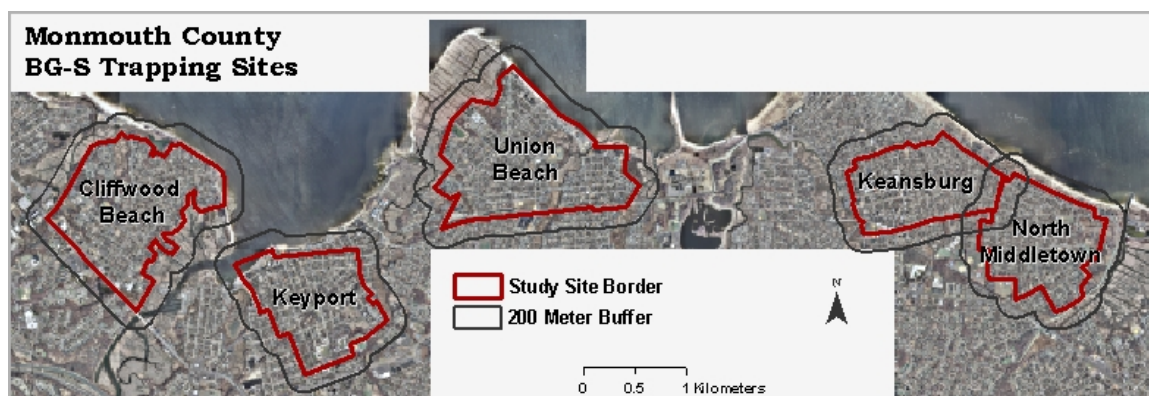 Monmouth County
BG-S Trapping Sites
Cliffwood
Beach
Keyport
Union
Beach
Keansburg
North
Middletown
Study Site Border
200 Meter Buffer
N
0 0.5 1 Kilometers